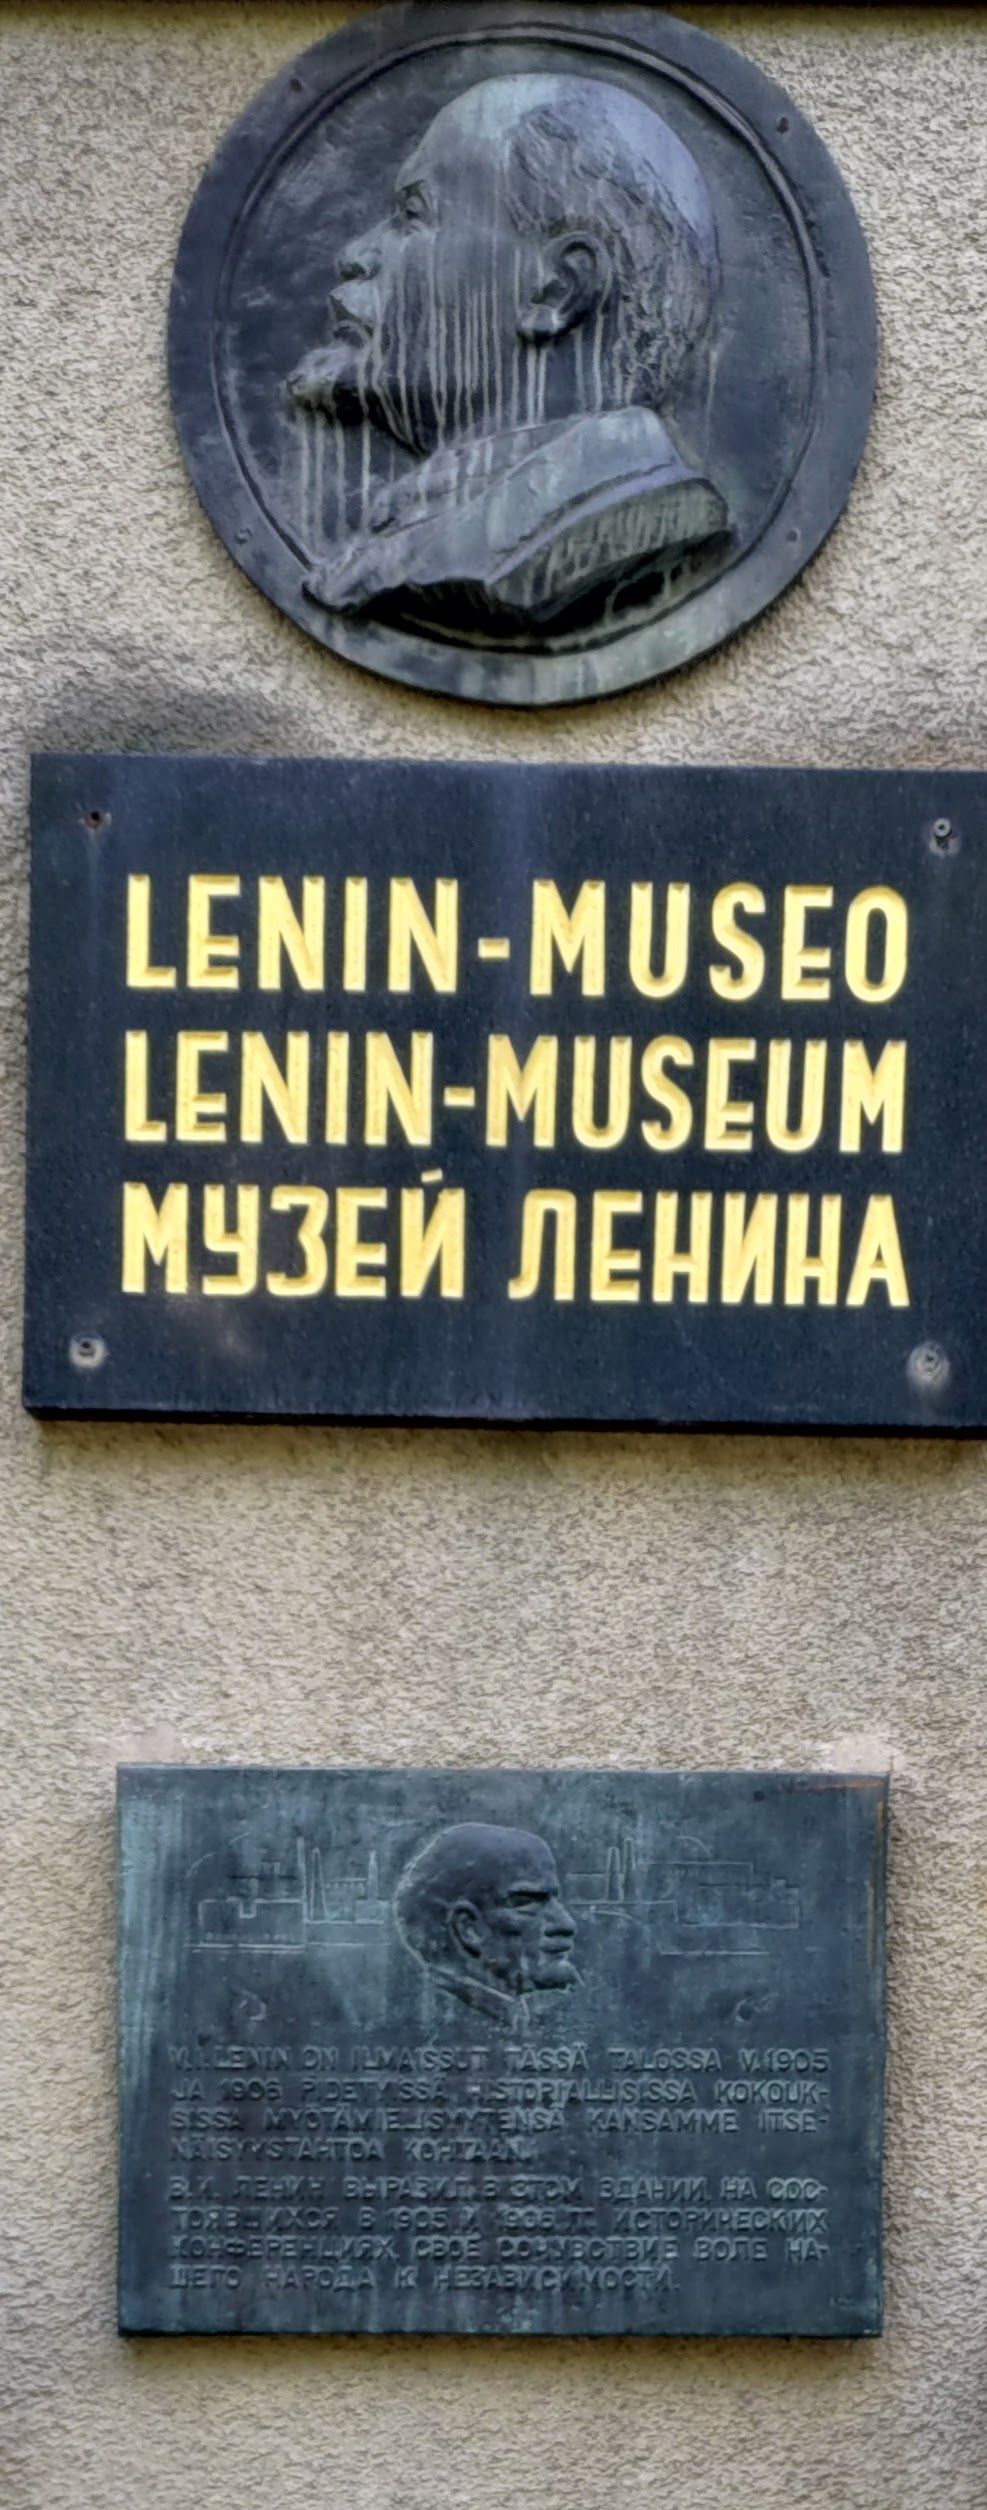 LENIN-MUSEO
LENIN-MUSEUM
МУЗЕЙ ЛЕНИНА
V.I. LENIN ON ILMAISSUT TÄSSÄ TALOSSA V. 1905
JA 1906 PIDETYISSÄ HISTORIALLISISSA KOKOUK-
SISSA MYÖTÄMIELISYYTENSÄ KANSAMME ITSE-
NÄISYYSTAHTOA KOHTAAN.
В.И. ЛЕНИН ВЫРАЗИЛ В ЭТОМ ЗДАНИИ НА СОС-
ТОЯВШИХСЯ В 1905 И 1906 ГГ. ИСТОРИЧЕСКИХ
КОНФЕРЕНЦИЯХ СВОЁ СОЧУВСТВИЕ ВОЛЕ НА-
ШЕГО НАРОДА К НЕЗАВИСИМОСТИ.